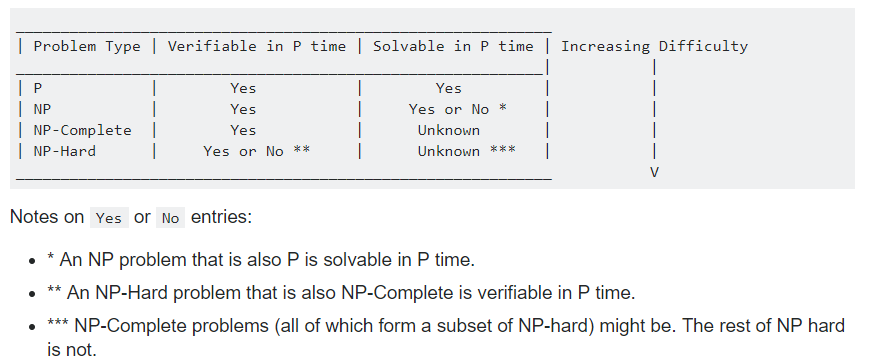 | Problem Type | Verifiable in P time | Solvable in P time | Increasing Difficulty
| P | Yes | Yes | |
| NP | Yes | Yes or No * | |
| NP-Complete | Yes | Unknown | |
| NP-Hard | Yes or No ** | Unknown *** | |
V
Notes on Yes or No entries:
• * An NP problem that is also P is solvable in P time.
• ** An NP-Hard problem that is also NP-Complete is verifiable in P time.
• *** NP-Complete problems (all of which form a subset of NP-hard) might be. The rest of NP hard
is not.